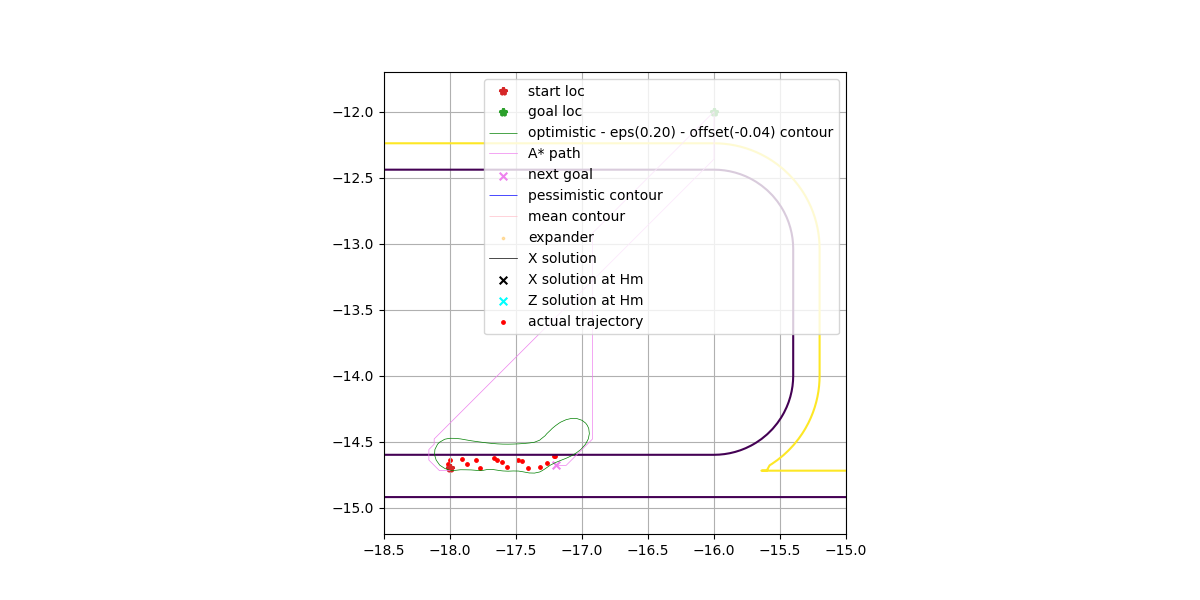 start loc
goal loc
optimistic - eps(0.20) - offset(-0.04) contour
A* path
next goal
pessimistic contour
mean contour
expander
X solution
X solution at Hm
Z solution at Hm
actual trajectory
−12.0
−12.5
−13.0
−13.5
−14.0
−14.5
−15.0
−18.5 −18.0 −17.5 −17.0 −16.5 −16.0 −15.5 −15.0